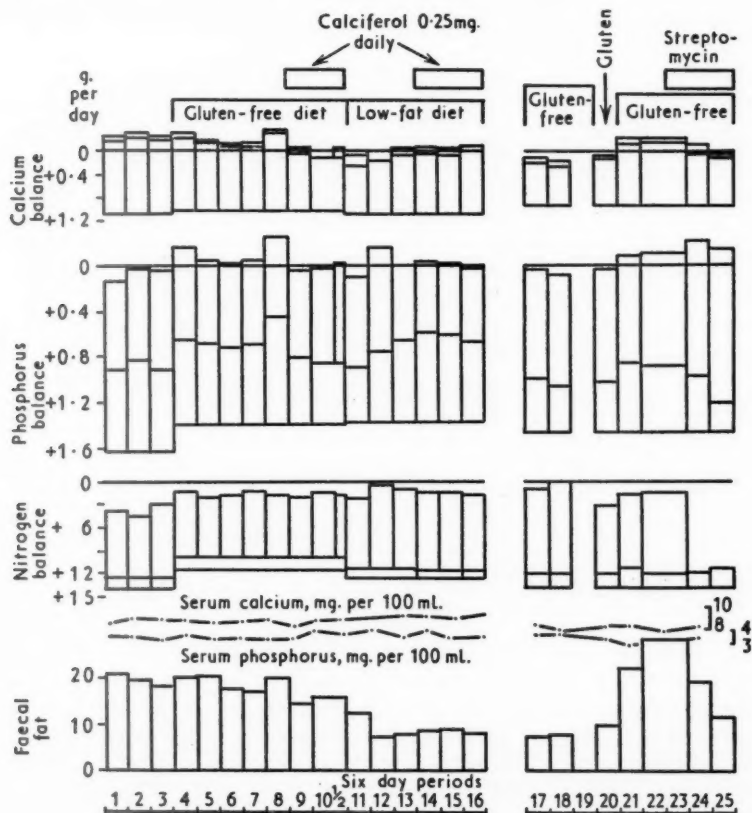 Calciferol 0·25mg.
daily
Gluten
Strepto-
mycin
g.
per
day
Gluten-free diet
Low-fat diet
Gluten-
free
Gluten-free
Calcium
balance
0
+0·4
+1·2
Phosphorus
balance
0
+0·4
+0·8
+1·2
+1·6
Nitrogen
balance
0
+ 6
+12
+15
Serum calcium, mg. per 100 mL.
10
8
4
3
Serum phosphorus, mg. per 100 mL.
Faecal
fat
20
10
0
Six day periods
1 2 3 4 5 6 7 8 9 10½ 11 12 13 14 15 16 17 18 19 20 21 22 23 24 25